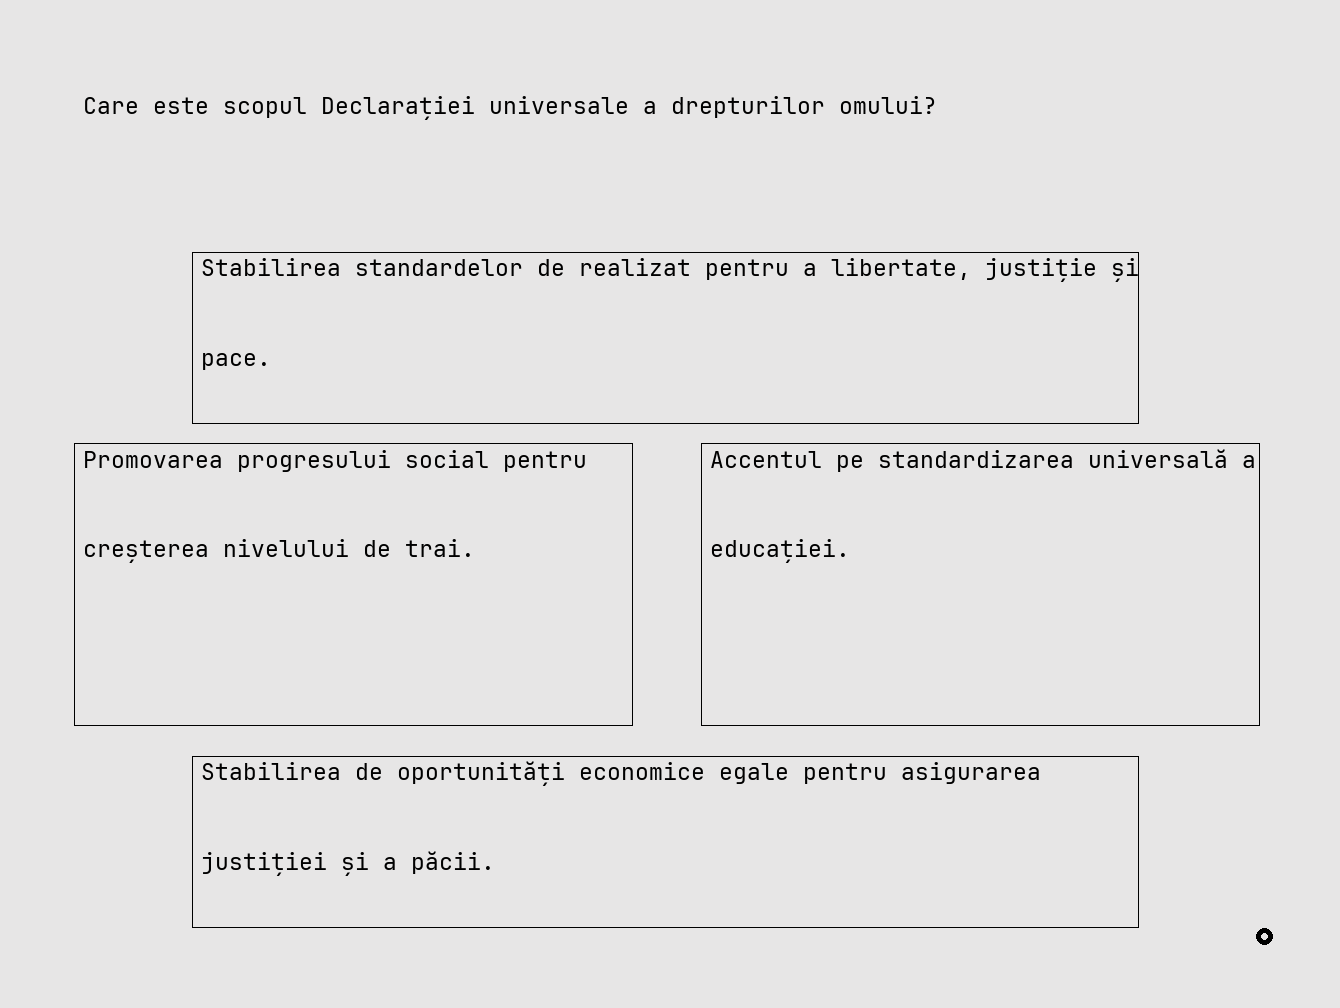 Care este scopul Declarației universale a drepturilor omului?
Stabilirea standardelor de realizat pentru a libertate, justiție și
pace.
Promovarea progresului social pentru
creșterea nivelului de trai.
Accentul pe standardizarea universală a
educației.
Stabilirea de oportunități economice egale pentru asigurarea
justiției și a păcii.